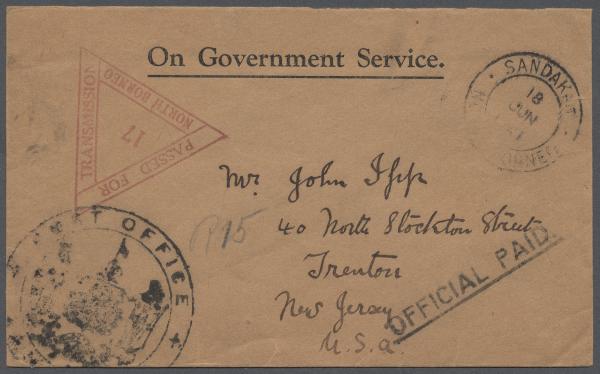 On Government Service.
PASSED FOR
TRANSMISSION
NORTH BORNEO
17
SANDAKAN
18
JUN
Mr. John
40 North Stockton Street
Trenton
New Jersey
U.S.A.
OFFICIAL PAID.
POST OFFICE